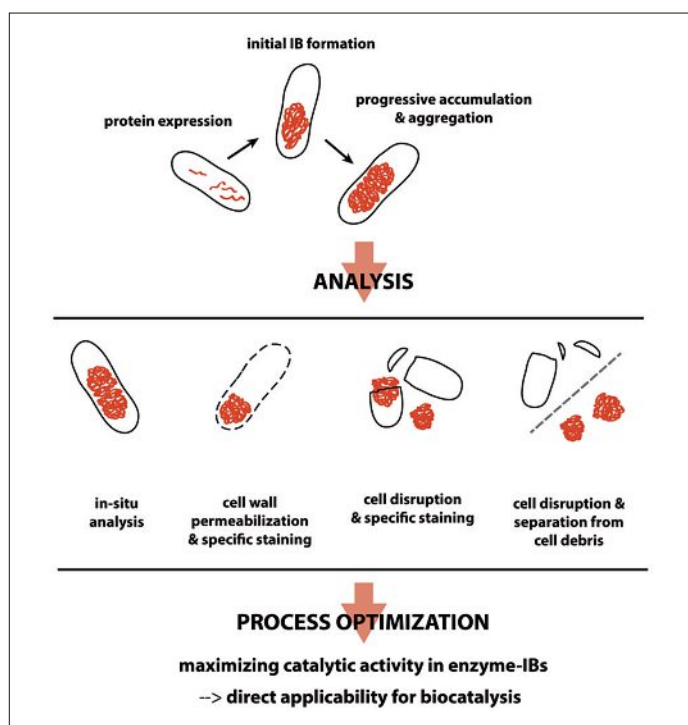 initial IB formation
protein expression
progressive accumulation
& aggregation
ANALYSIS
in-situ
analysis
cell wall
permeabilization
& specific staining
cell disruption
& specific staining
cell disruption &
separation from
cell debris
PROCESS OPTIMIZATION
maximizing catalytic activity in enzyme-IBs
--> direct applicability for biocatalysis